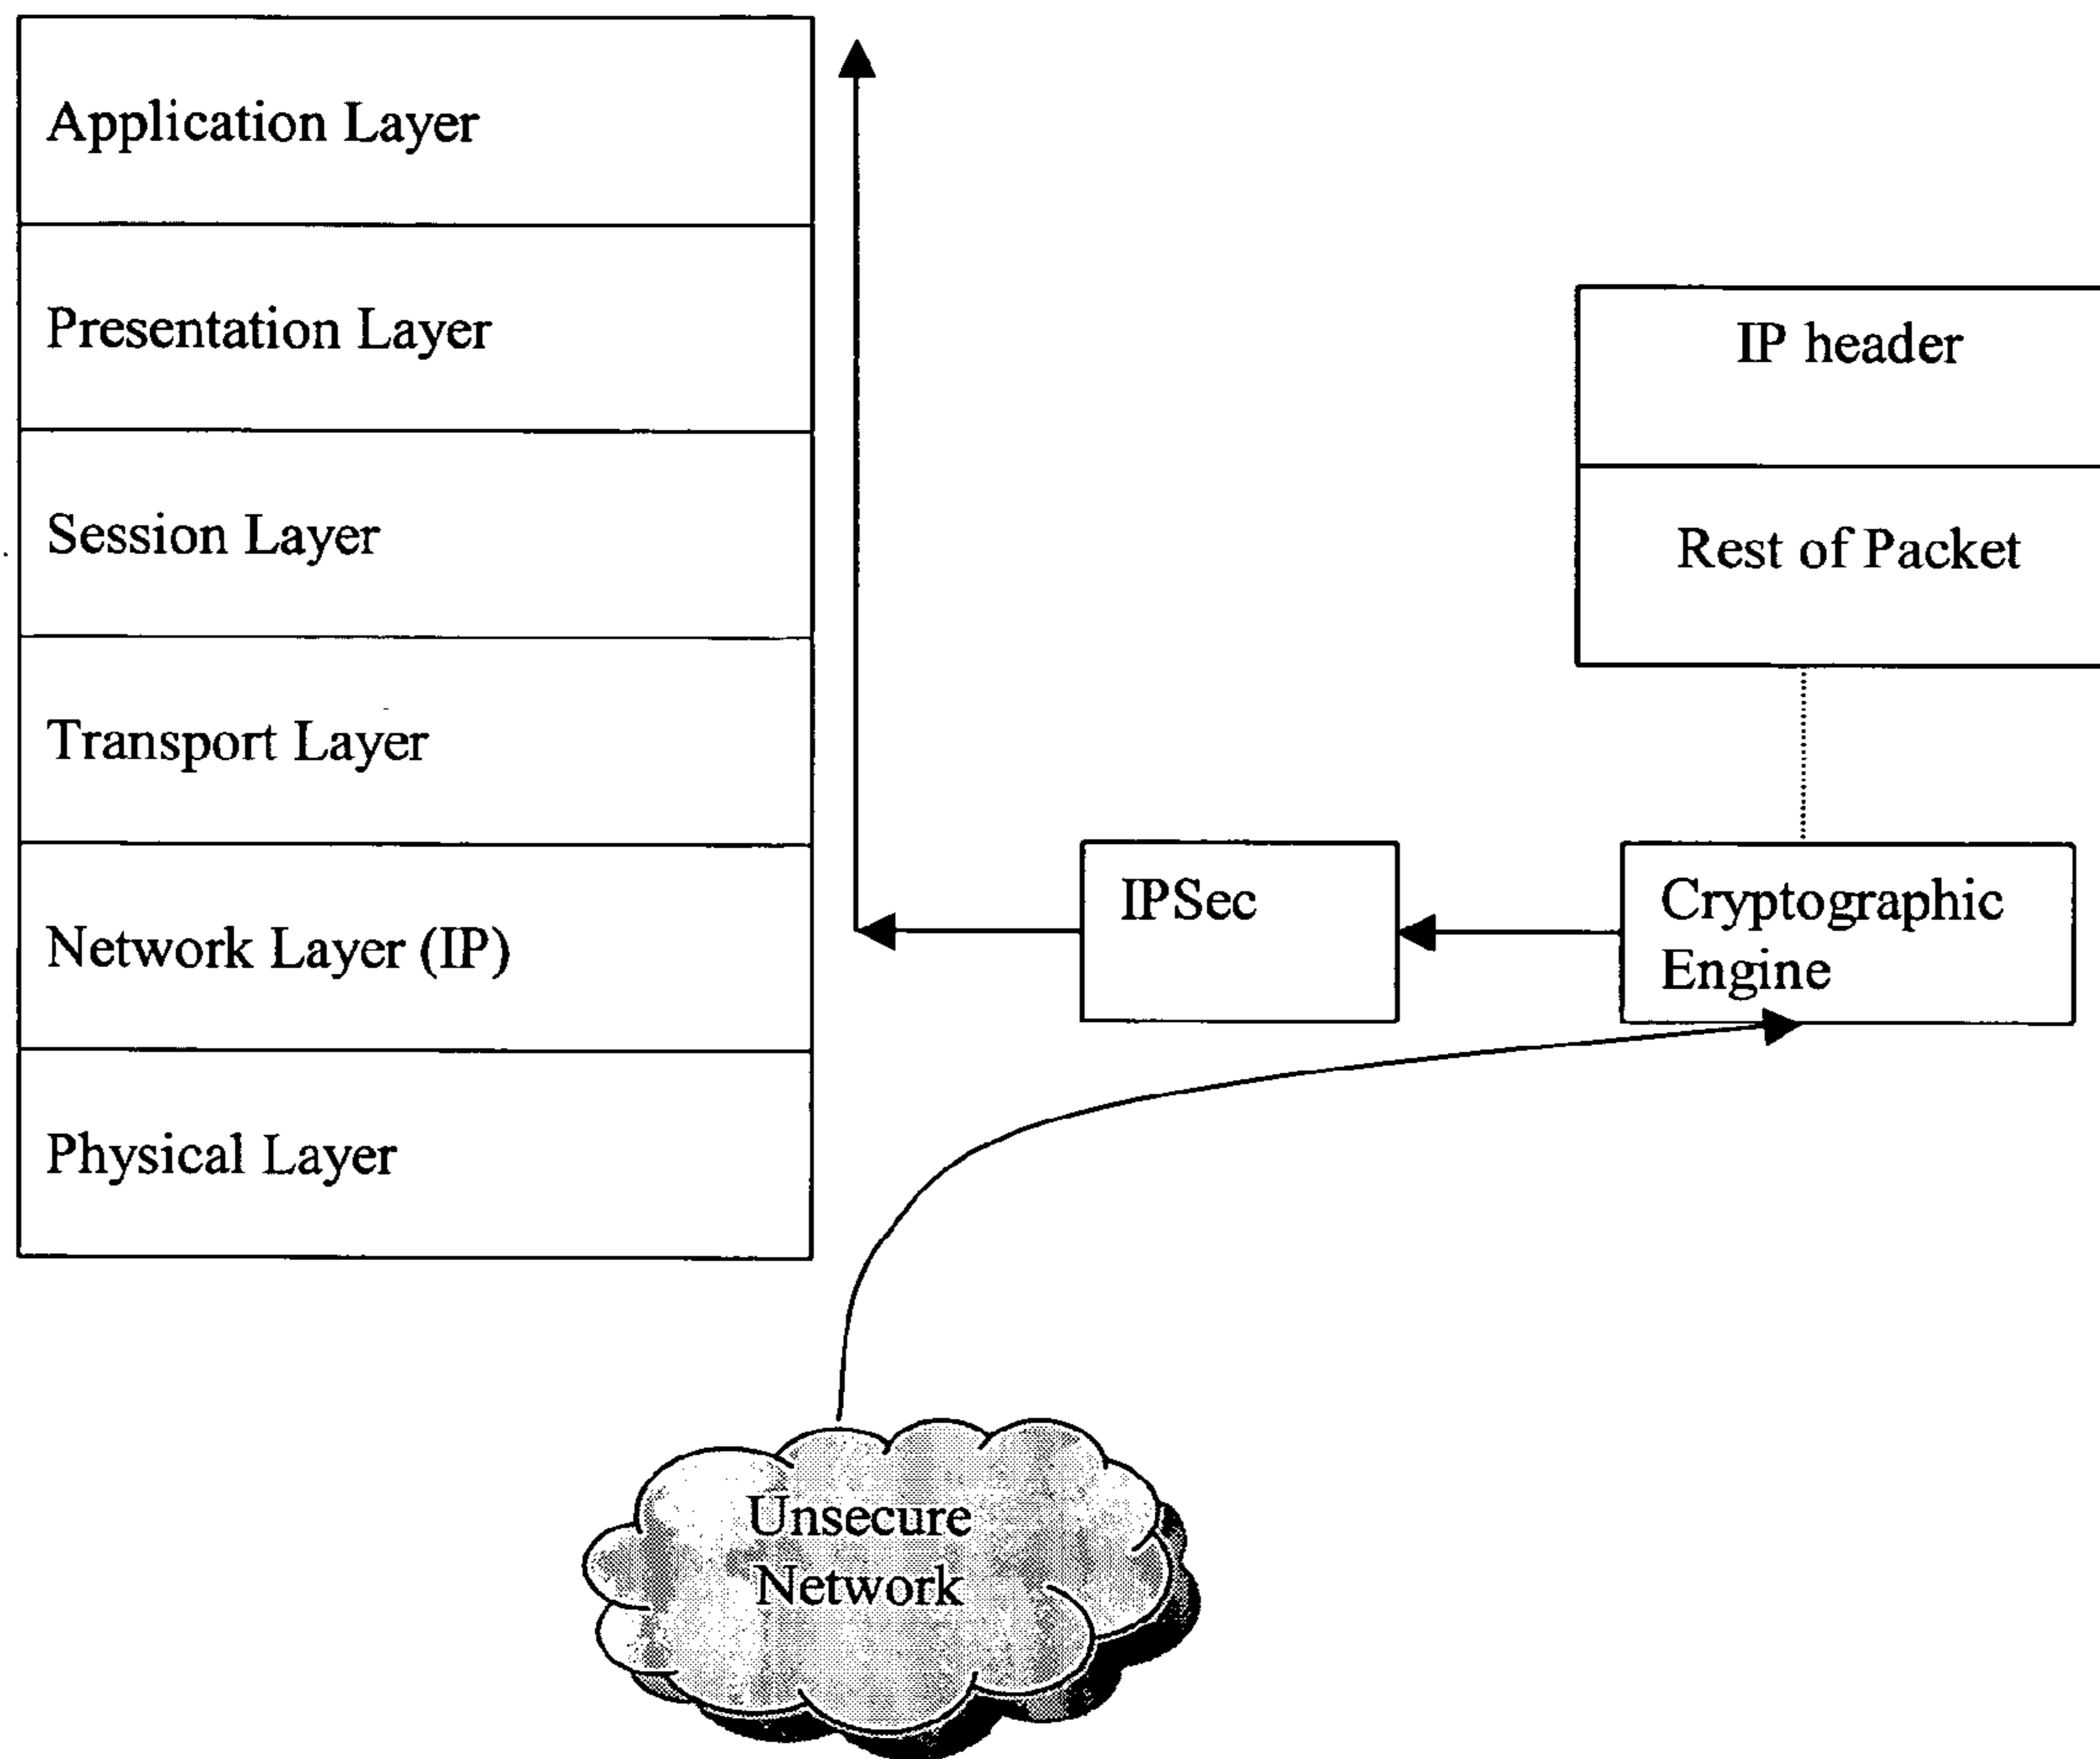 Application Layer
Presentation Layer
Session Layer
Transport Layer
Network Layer (IP)
Physical Layer
IP header
Rest of Packet
IPSec
Cryptographic
Engine
Unsecure
Network